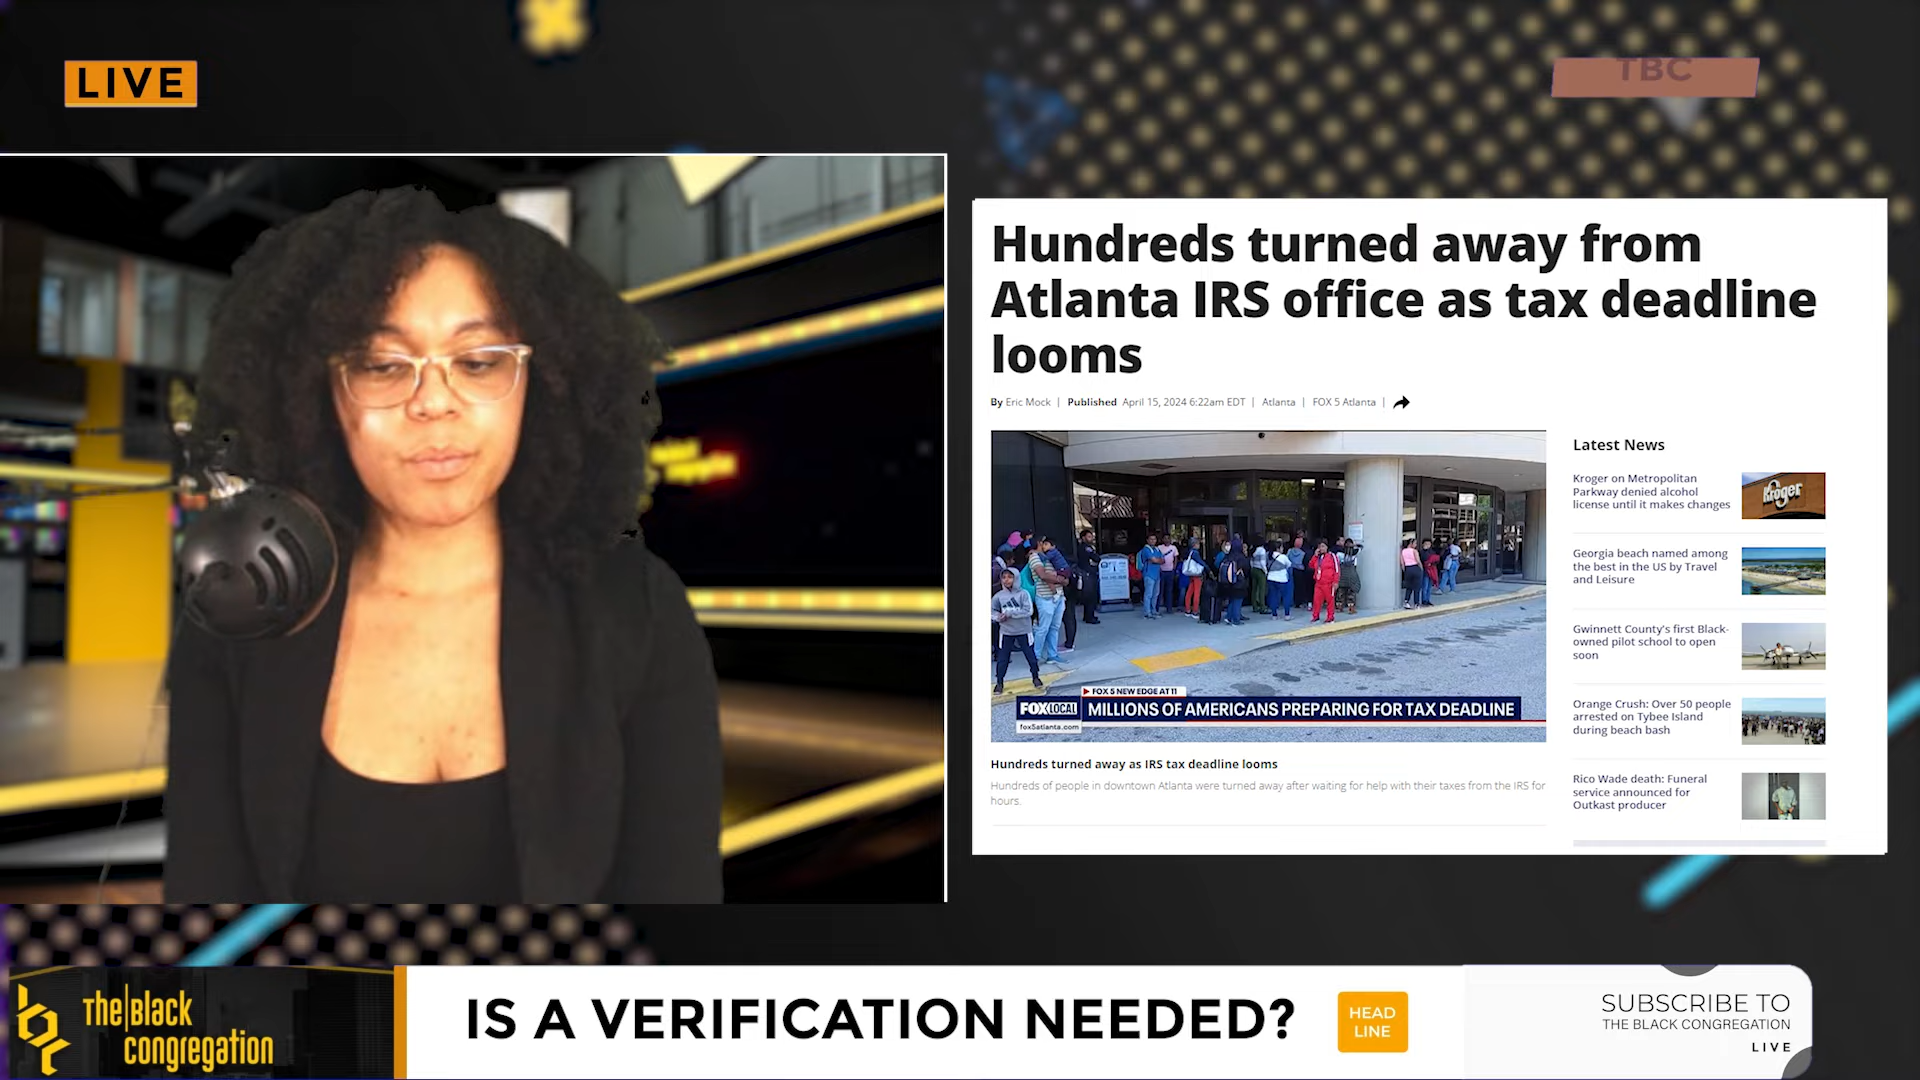 LIVE
TBC
Hundreds turned away from
Atlanta IRS office as tax deadline
looms
By Eric Mock | Published April 15, 2024 6:22am EDT | Atlanta | FOX 5 Atlanta |
FOX 5 NEW EDGE AT 11
FOX LOCAL
MILLIONS OF AMERICANS PREPARING FOR TAX DEADLINE
fox5atlanta.com
Hundreds turned away as IRS tax deadline looms
Hundreds of people in downtown Atlanta were turned away after waiting for help with their taxes from the IRS for
hours.
Latest News
Kroger on Metropolitan
Parkway denied alcohol
license until it makes changes
Kroger
Georgia beach named among
the best in the US by Travel
and Leisure
Gwinnett County's first Black-
owned pilot school to open
soon
Orange Crush: Over 50 people
arrested on Tybee Island
during beach bash
Rico Wade death: Funeral
service announced for
Outkast producer
bc
The|Black
congregation
IS A VERIFICATION NEEDED?
HEAD
LINE
SUBSCRIBE TO
THE BLACK CONGREGATION
LIVE